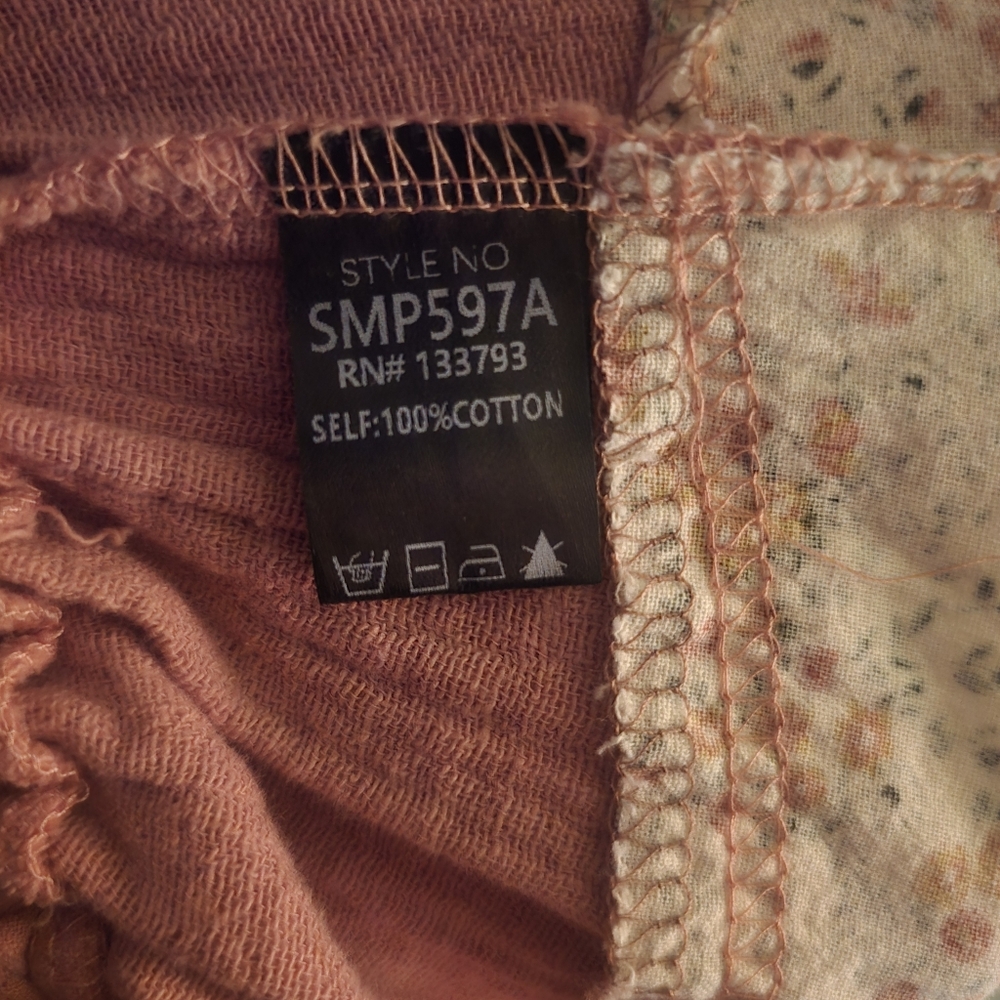 STYLE NO
SMP597A
RN# 133793
SELF:100%COTTON